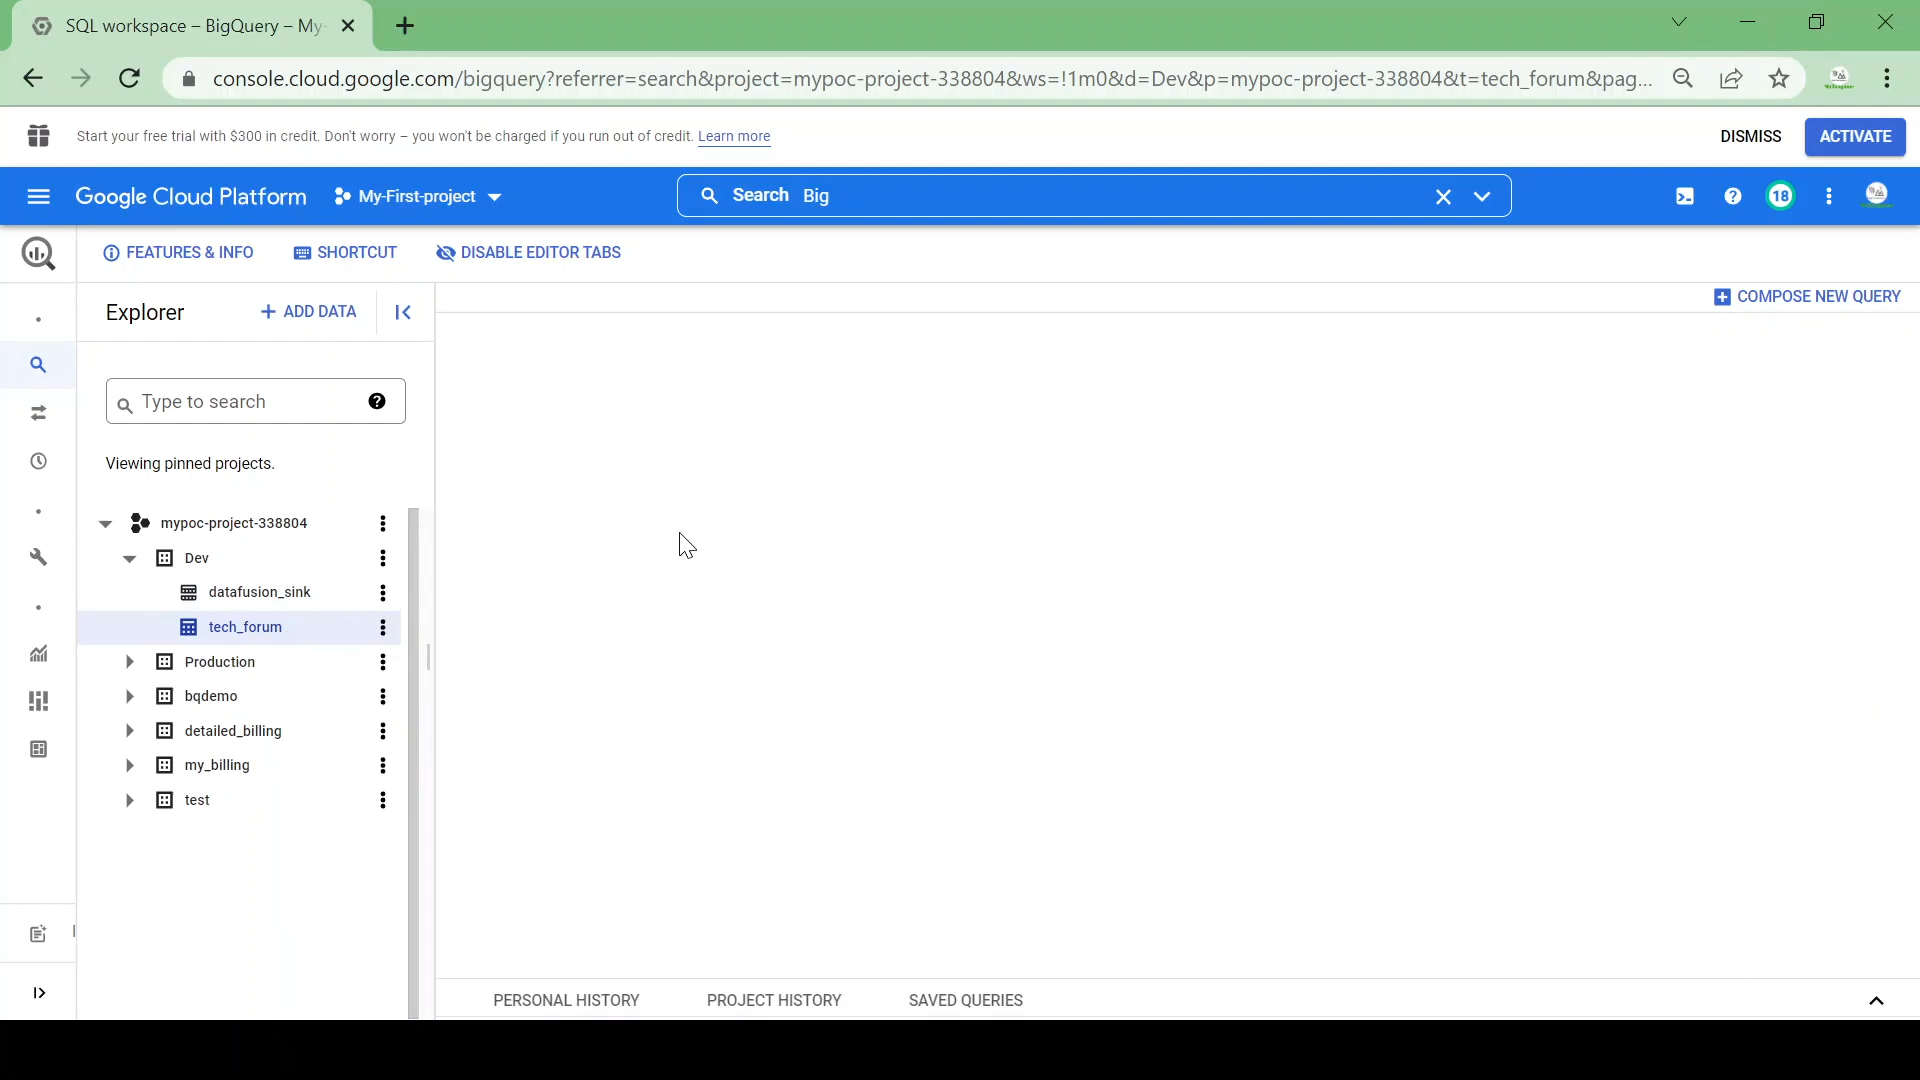 SQL workspace – BigQuery – My-
console.cloud.google.com/bigquery?referrer=search&project=mypoc-project-338804&ws=!1m0&d=Dev&p=mypoc-project-338804&t=tech_forum&pag...
Start your free trial with $300 in credit. Don't worry – you won't be charged if you run out of credit. Learn more
DISMISS
ACTIVATE
Google Cloud Platform
My-First-project
Search Big
18
FEATURES & INFO
SHORTCUT
DISABLE EDITOR TABS
Explorer
+ ADD DATA
COMPOSE NEW QUERY
Type to search
Viewing pinned projects.
mypoc-project-338804
Dev
datafusion_sink
tech_forum
Production
bqdemo
detailed_billing
my_billing
test
PERSONAL HISTORY
PROJECT HISTORY
SAVED QUERIES